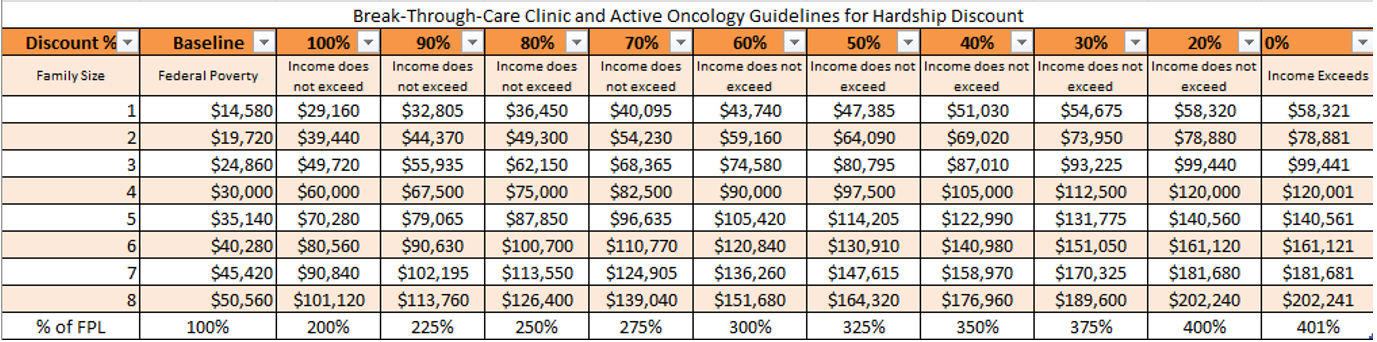 Break-Through-Care Clinic and Active Oncology Guidelines for Hardship Discount
Discount % Baseline 100% 90% 80% 70% 60% 50% 40% 30% 20% 0%
Family Size Federal Poverty Income does not exceed Income does not exceed Income does not exceed Income does not exceed Income does not exceed Income does not exceed Income does not exceed Income does not exceed Income does not exceed Income Exceeds
1 $14,580 $29,160 $32,805 $36,450 $40,095 $43,740 $47,385 $51,030 $54,675 $58,320 $58,321
2 $19,720 $39,440 $44,370 $49,300 $54,230 $59,160 $64,090 $69,020 $73,950 $78,880 $78,881
3 $24,860 $49,720 $55,935 $62,150 $68,365 $74,580 $80,795 $87,010 $93,225 $99,440 $99,441
4 $30,000 $60,000 $67,500 $75,000 $82,500 $90,000 $97,500 $105,000 $112,500 $120,000 $120,001
5 $35,140 $70,280 $79,065 $87,850 $96,635 $105,420 $114,205 $122,990 $131,775 $140,560 $140,561
6 $40,280 $80,560 $90,630 $100,700 $110,770 $120,840 $130,910 $140,980 $151,050 $161,120 $161,121
7 $45,420 $90,840 $102,195 $113,550 $124,905 $136,260 $147,615 $158,970 $170,325 $181,680 $181,681
8 $50,560 $101,120 $113,760 $126,400 $139,040 $151,680 $164,320 $176,960 $189,600 $202,240 $202,241
% of FPL 100% 200% 225% 250% 275% 300% 325% 350% 375% 400% 401%